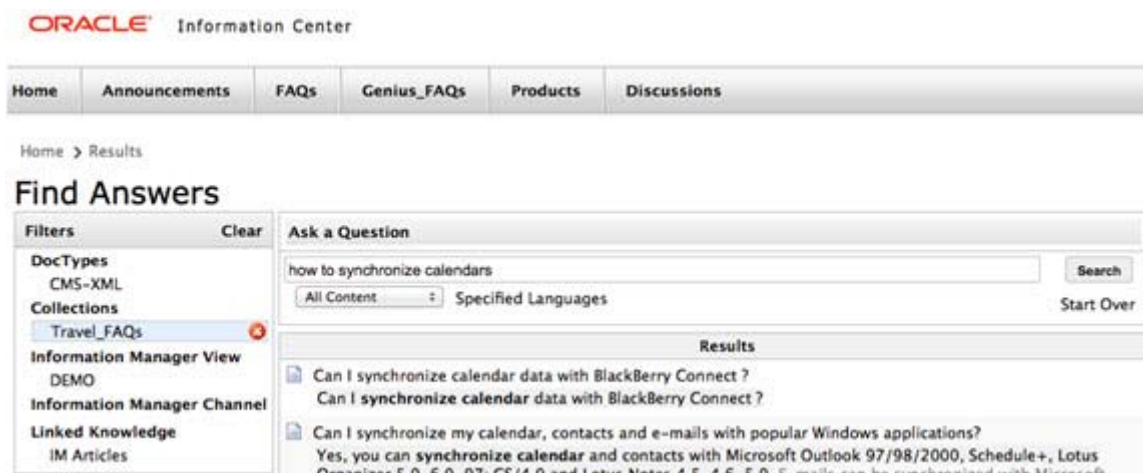 ORACLE Information Center
Home Announcements FAQs Genius_FAQs Products Discussions
Home > Results
Find Answers
Filters Clear
DocTypes
CMS-XML
Collections
Travel_FAQs
Information Manager View
DEMO
Information Manager Channel
Linked Knowledge
IM Articles
Ask a Question
how to synchronize calendars Search
All Content Specified Languages Start Over
Results
Can I synchronize calendar data with BlackBerry Connect ?
Can I synchronize calendar data with BlackBerry Connect ?
Can I synchronize my calendar, contacts and e-mails with popular Windows applications?
Yes, you can synchronize calendar and contacts with Microsoft Outlook 97/98/2000, Schedule+, Lotus